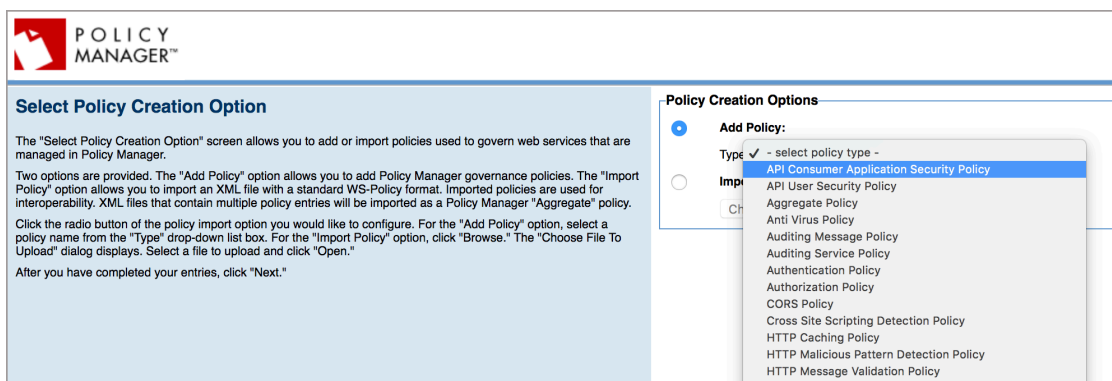 POLICY
MANAGER™
Select Policy Creation Option
The "Select Policy Creation Option" screen allows you to add or import policies used to govern web services that are
managed in Policy Manager.
Two options are provided. The "Add Policy" option allows you to add Policy Manager governance policies. The "Import
Policy" option allows you to import an XML file with a standard WS-Policy format. Imported policies are used for
interoperability. XML files that contain multiple policy entries will be imported as a Policy Manager "Aggregate" policy.
Click the radio button of the policy import option you would like to configure. For the "Add Policy" option, select a
policy name from the "Type" drop-down list box. For the "Import Policy" option, click "Browse." The "Choose File To
Upload" dialog displays. Select a file to upload and click "Open."
After you have completed your entries, click "Next."
Policy Creation Options
Add Policy:
Type
✓ - select policy type -
API Consumer Application Security Policy
API User Security Policy
Aggregate Policy
Anti Virus Policy
Auditing Message Policy
Auditing Service Policy
Authentication Policy
Authorization Policy
CORS Policy
Cross Site Scripting Detection Policy
HTTP Caching Policy
HTTP Malicious Pattern Detection Policy
HTTP Message Validation Policy
Impo
Ch